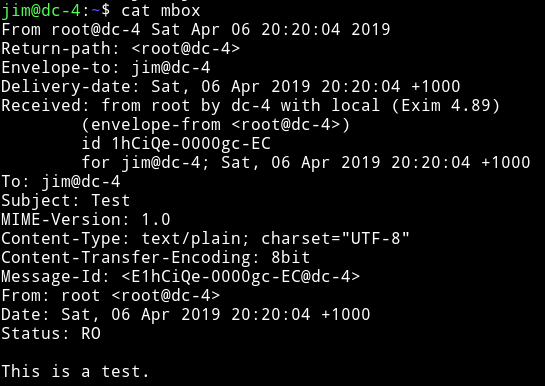 jim@dc-4:~$ cat mbox
From root@dc-4 Sat Apr 06 20:20:04 2019
Return-path: <root@dc-4>
Envelope-to: jim@dc-4
Delivery-date: Sat, 06 Apr 2019 20:20:04 +1000
Received: from root by dc-4 with local (Exim 4.89)
        (envelope-from <root@dc-4>)
        id 1hCiQe-0000gc-EC
        for jim@dc-4; Sat, 06 Apr 2019 20:20:04 +1000
To: jim@dc-4
Subject: Test
MIME-Version: 1.0
Content-Type: text/plain; charset="UTF-8"
Content-Transfer-Encoding: 8bit
Message-Id: <E1hCiQe-0000gc-EC@dc-4>
From: root <root@dc-4>
Date: Sat, 06 Apr 2019 20:20:04 +1000
Status: RO

This is a test.